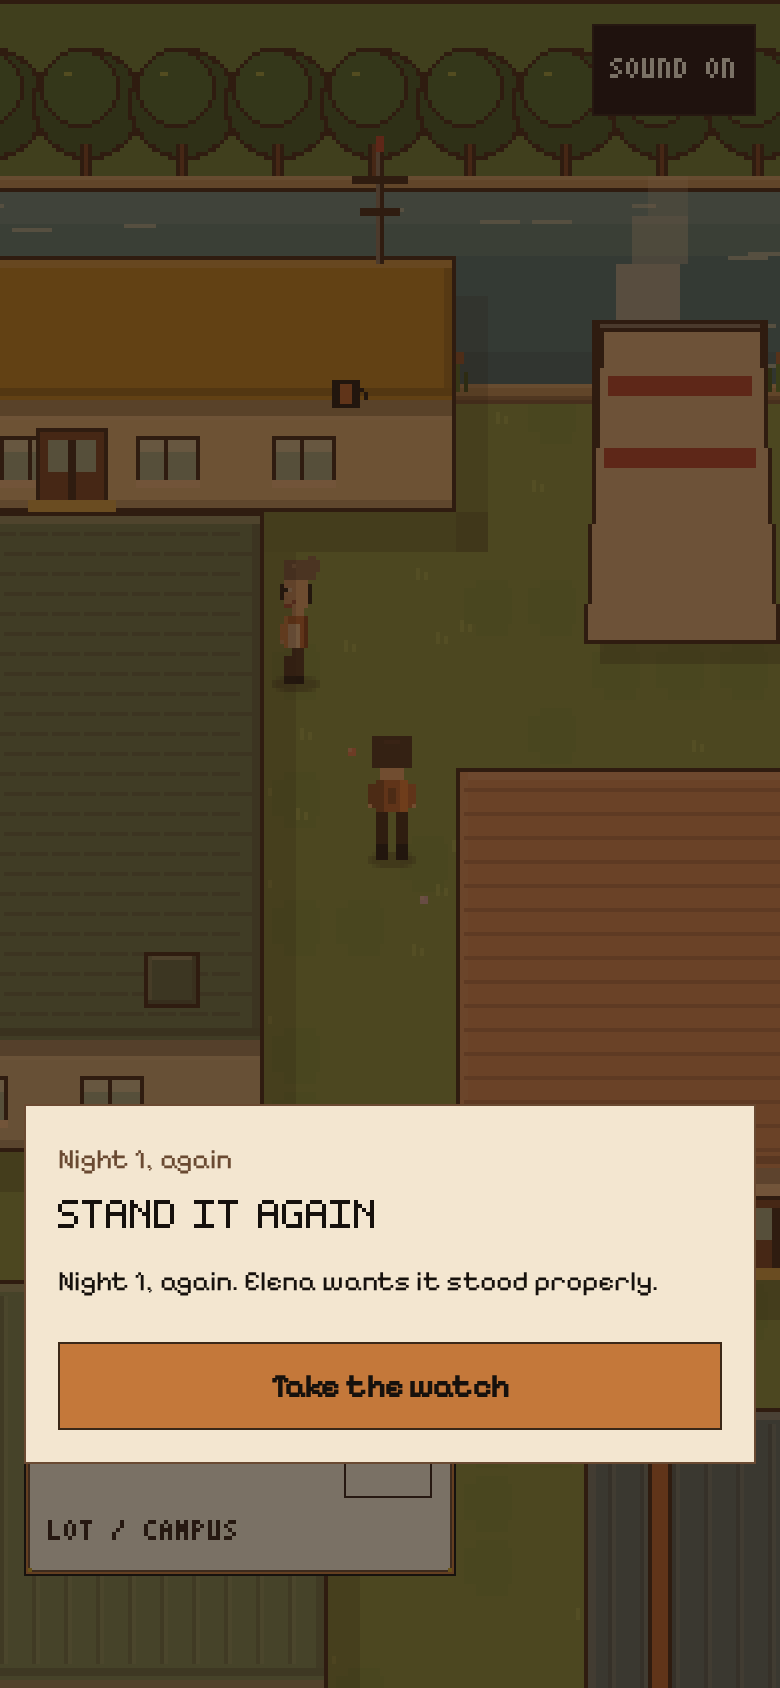 SOUND ON
Night 1, again
STAND IT AGAIN
Night 1, again. Elena wants it stood properly.
Take the watch
LOT / CAMPUS